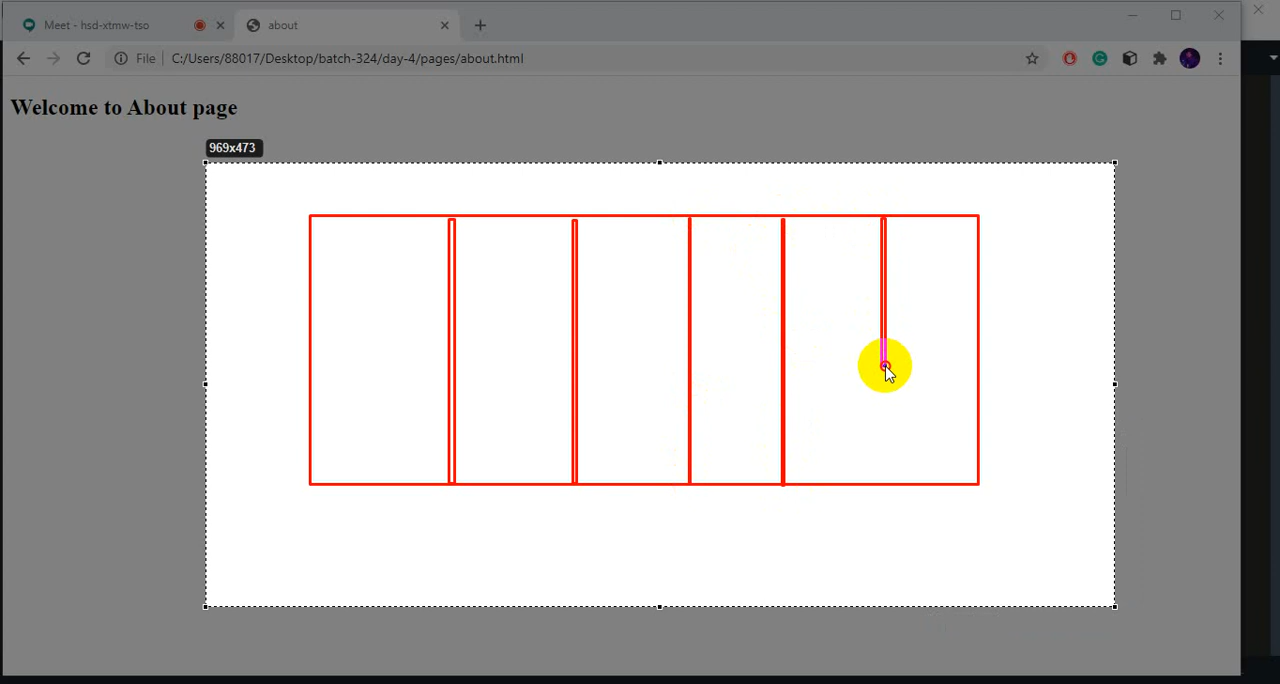 Meet - hsd-xtmw-tso
about
File
C:/Users/88017/Desktop/batch-324/day-4/pages/about.html
Welcome to About page
969x473